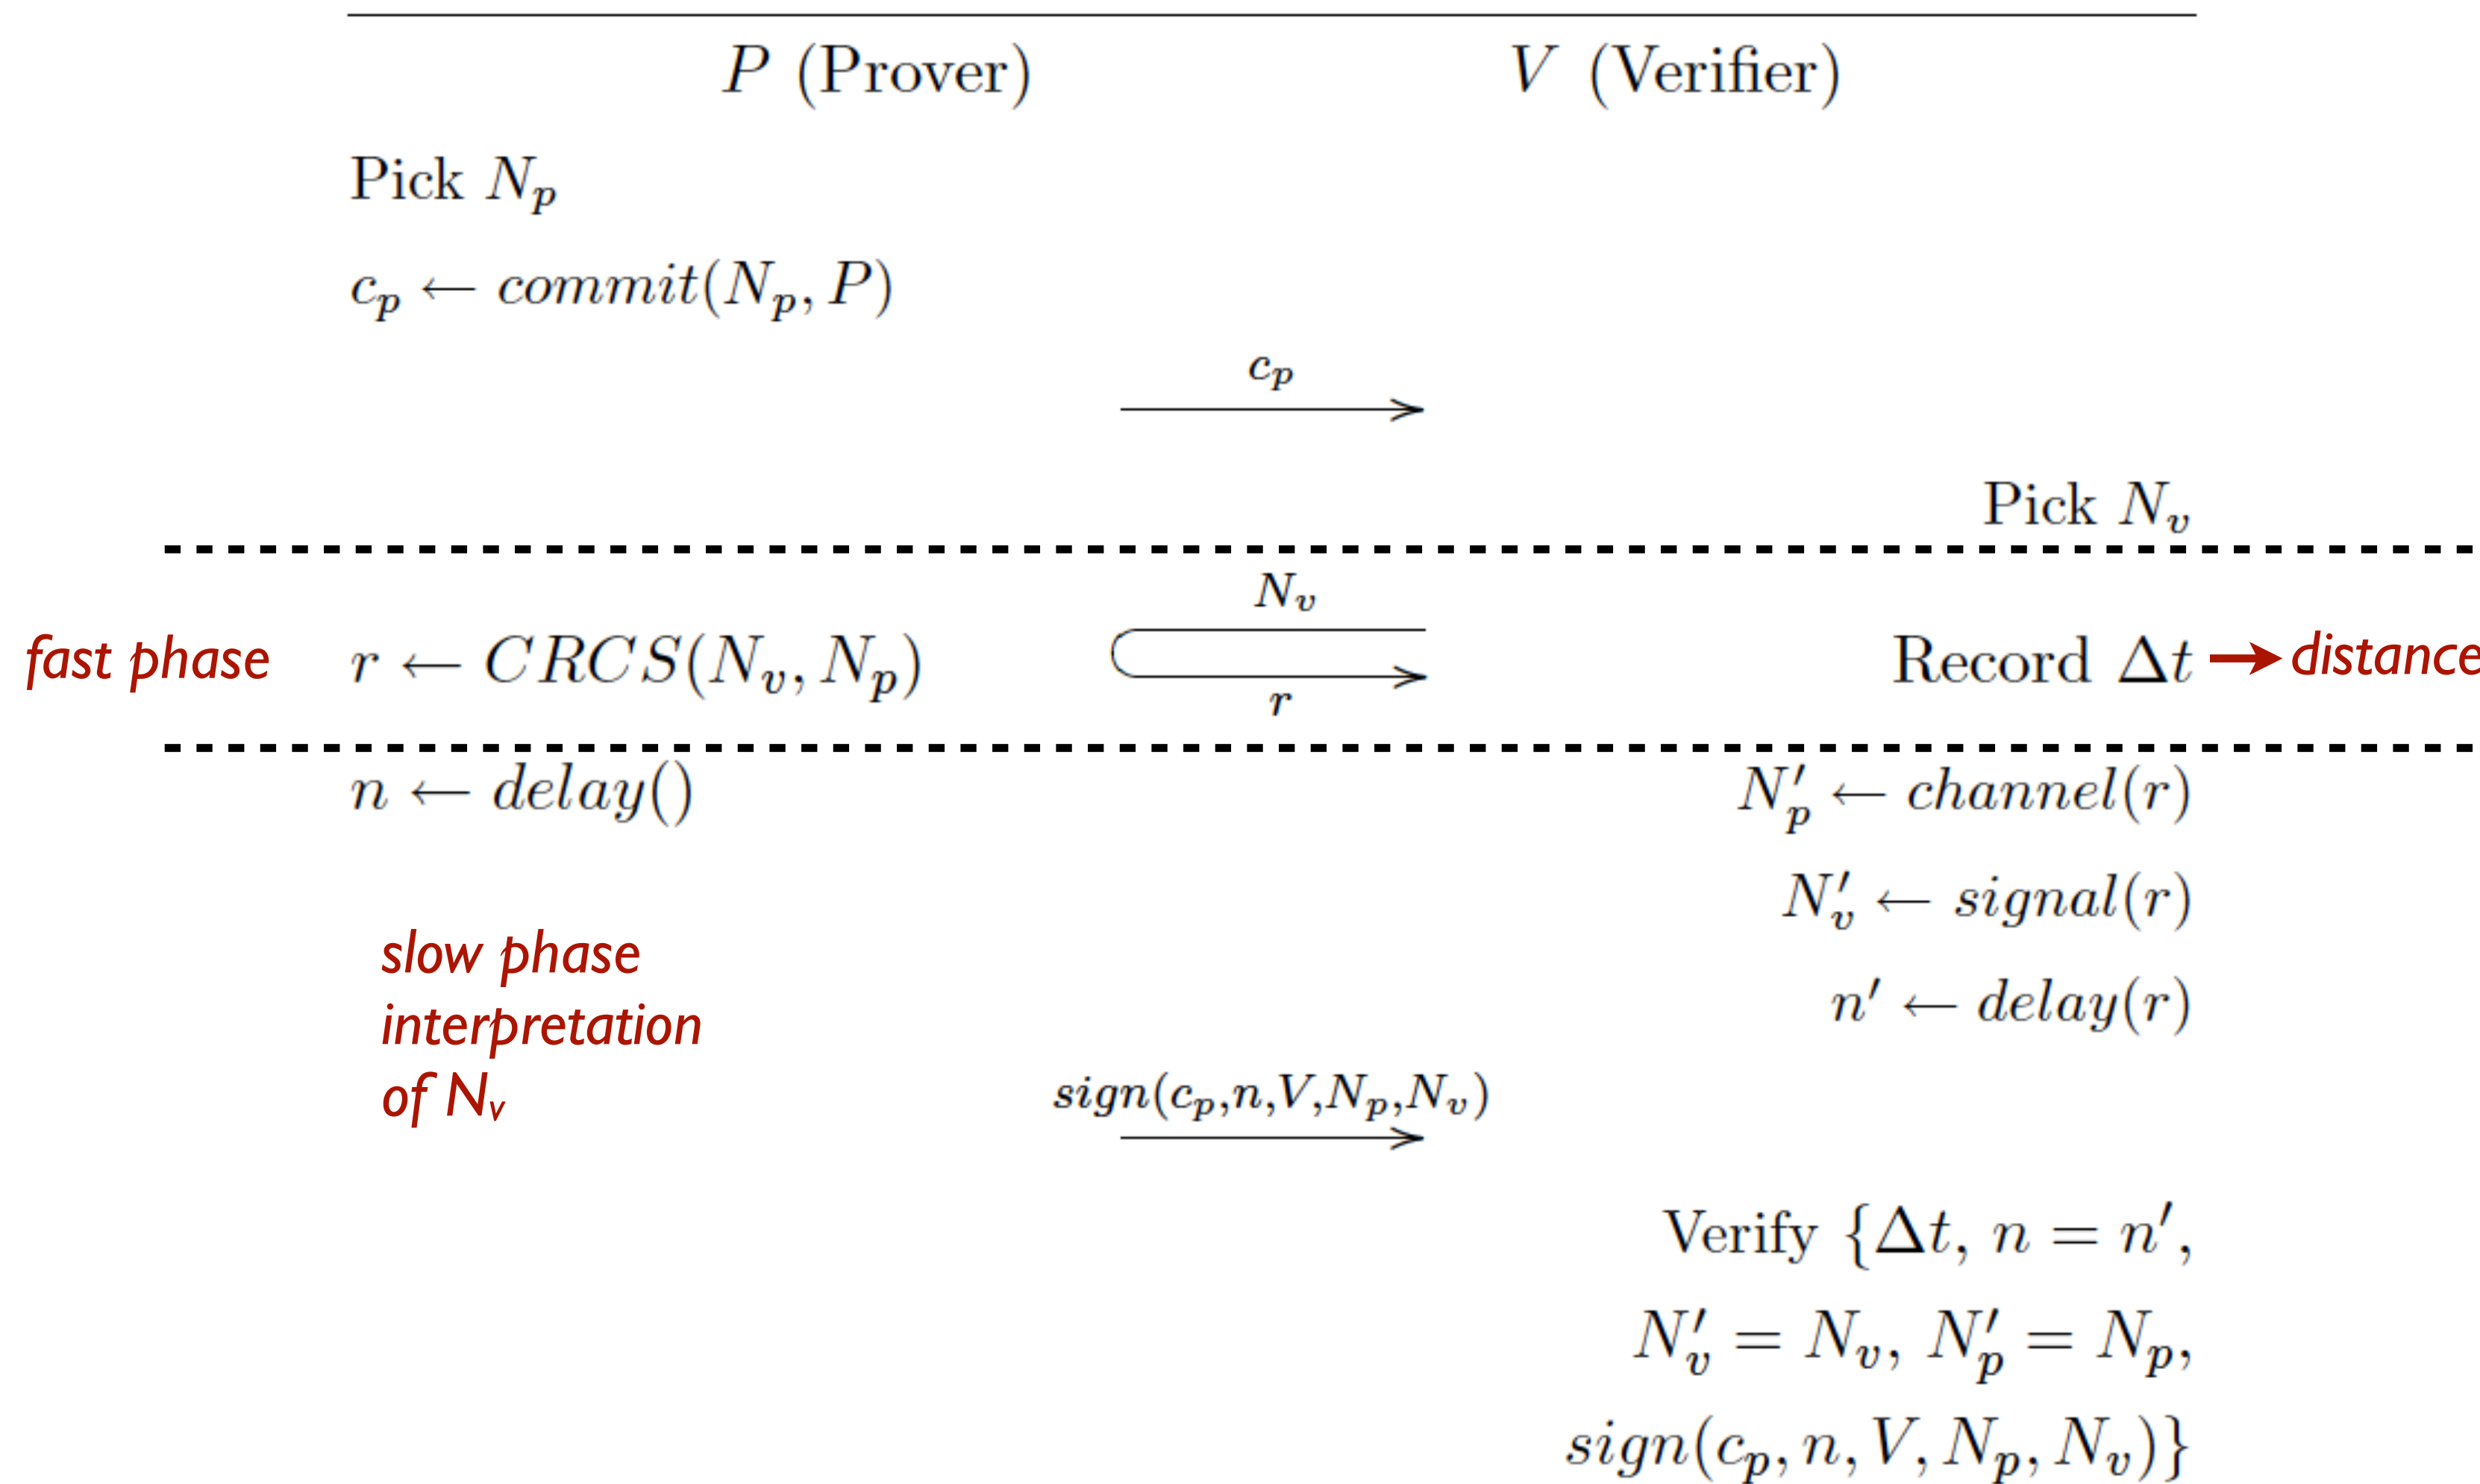 P (Prover) V (Verifier)
Pick N_p
c_p ← commit(N_p, P)
c_p
Pick N_v
N_v
fast phase r ← CRCS(N_v, N_p) Record Δt → distance
r
n ← delay() N′_p ← channel(r)
N′_v ← signal(r)
slow phase
interpretation
of N_v
n′ ← delay(r)
sign(c_p,n,V,N_p,N_v)
Verify {Δt, n = n′,
N′_v = N_v, N′_p = N_p,
sign(c_p, n, V, N_p, N_v)}